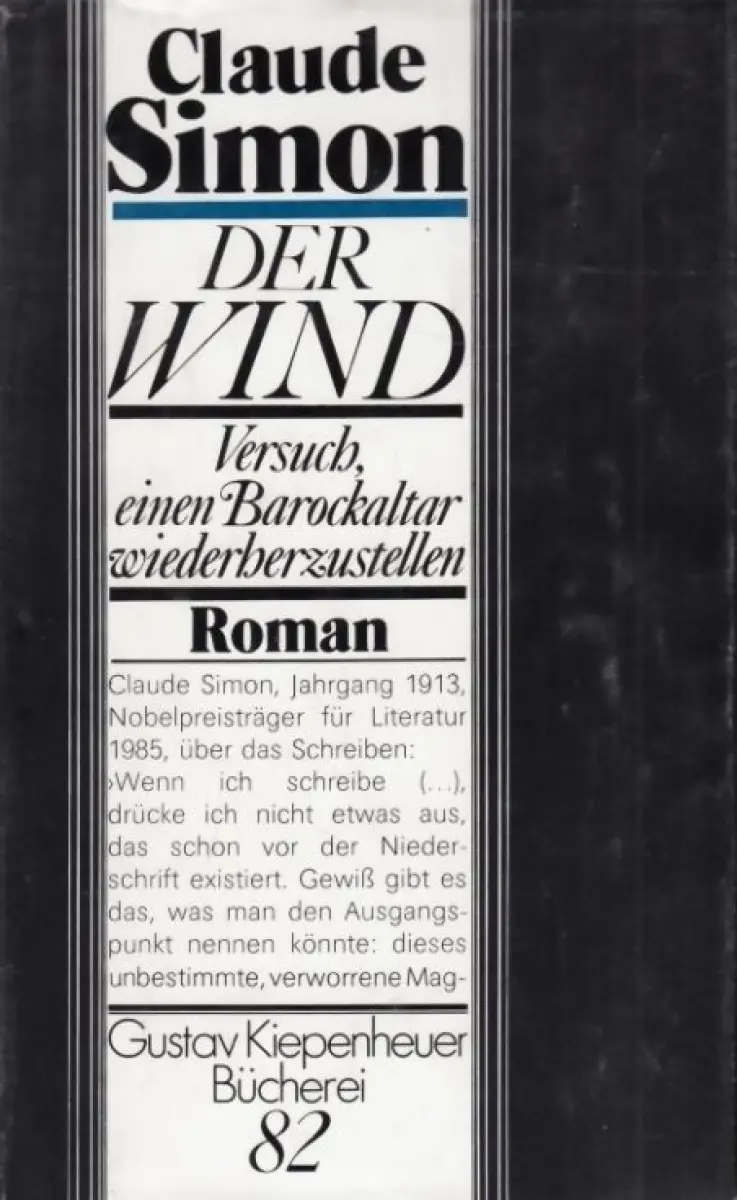 Claude
Simon
DER
WIND
Versuch,
einen Barockaltar
wiederherzustellen
Roman
Claude Simon, Jahrgang 1913,
Nobelpreisträger für Literatur
1985, über das Schreiben:
›Wenn ich schreibe (...),
drücke ich nicht etwas aus,
das schon vor der Nieder-
schrift existiert. Gewiß gibt es
das, was man den Ausgangs-
punkt nennen könnte: dieses
unbestimmte, verworrene Mag-
Gustav Kiepenheuer
Bücherei
82